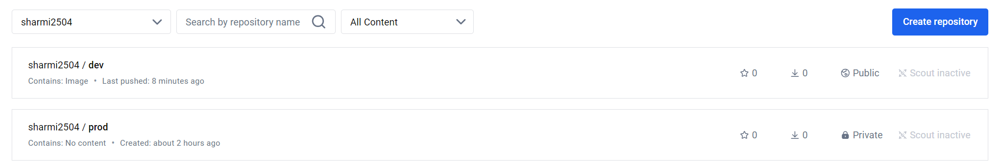 sharmi2504 Search by repository name All Content Create repository
sharmi2504 / dev
Contains: Image • Last pushed: 8 minutes ago
0 0 Public Scout inactive
sharmi2504 / prod
Contains: No content • Created: about 2 hours ago
0 0 Private Scout inactive